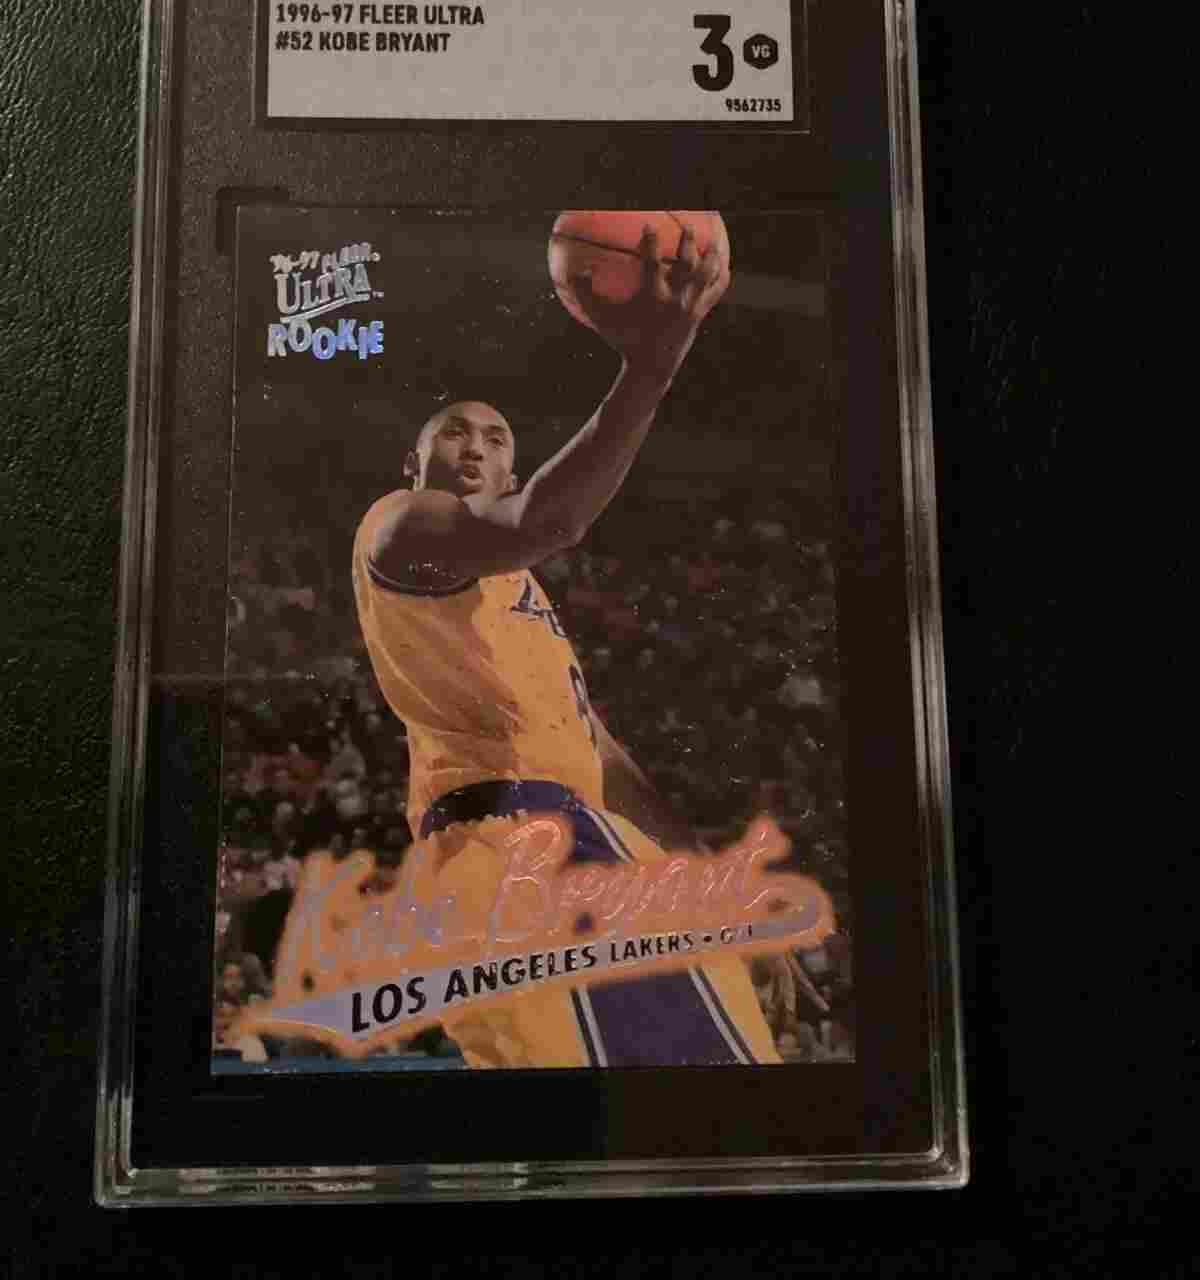 1996-97 FLEER ULTRA
#52 KOBE BRYANT
3 VG
9562735
'96-97 FLEER
ULTRA™
ROOKIE
Kobe Bryant
LOS ANGELES LAKERS •